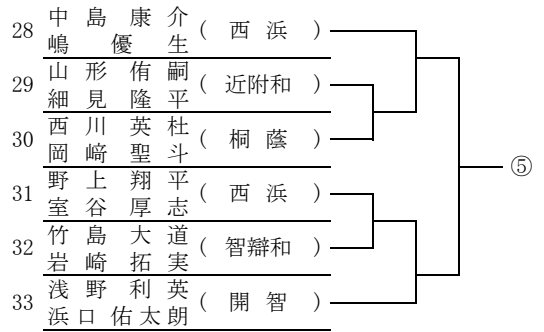 28 中島康介 (西浜)
嶋優生
29 山形侑嗣 (近附和)
細見隆平
30 西川英杜 (桐蔭)
岡﨑聖斗
31 野上翔平 (西浜)
室谷厚志
32 竹島大道 (智辯和)
岩崎拓実
33 浅野利英 (開智)
浜口佑太朗
⑤